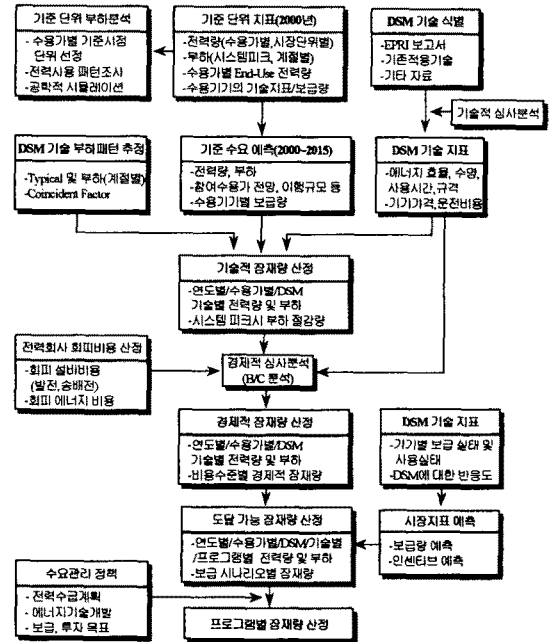 기준 단위 부하분석
-수용가별 기준시점
단위 선정
-전력사용 패턴조사
-공학적 시뮬레이션
기준 단위 지표(2000년)
-전력량(수용가별,시장단위별)
-부하(시스템피크, 계절별)
-수용가별 End-Use 전력량
-수용기기의 기술지표/보급량
DSM 기술 식별
-EPRI 보고서
-기존적용기술
-기타 자료
기술적 심사분석
DSM 기술 부하패턴 추정
-Typical 및 부하(계절별)
-Coincident Factor
기준 수요 예측(2000~2015)
-전력량, 부하
-참여수용가 전망, 이행규모 등
-수용기기별 보급량
DSM 기술 지표
-에너지 효율, 수명,
사용시간,규격
-기기가격,운전비용
기술적 잠재량 산정
-연도별/수용가별/DSM
기술별 전력량 및 부하
-시스템 피크시 부하 절감량
전력회사 회피비용 산정
-회피 설비비용
(발전,송배전)
-회피 에너지 비용
경제적 심사분석
(B/C 분석)
경제적 잠재량 산정
-연도별/수용가별/DSM
기술별 전력량 및 부하
-비용수준별 경제적 잠재량
DSM 기술 지표
-기기별 보급 실태 및
사용실태
-DSM에 대한 반응도
도달 가능 잠재량 산정
-연도별/수용가별/DSM/기술별
/프로그램별 전력량 및 부하
-보급 시나리오별 잠재량
시장지표 예측
-보급량 예측
-인센티브 예측
수요관리 정책
-전력수급계획
-에너지기술개발
-보급, 투자 목표
프로그램별 잠재량 산정